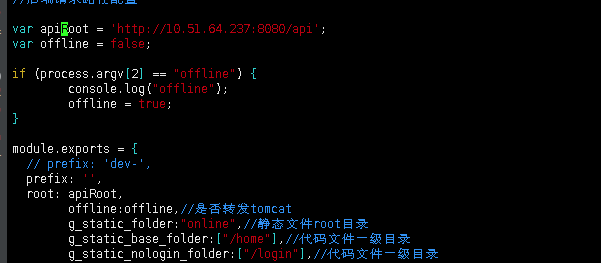 //后端请求路径配置
var apiRoot = 'http://10.51.64.237:8080/api';
var offline = false;
if (process.argv[2] == "offline") {
console.log("offline");
offline = true;
}
module.exports = {
// prefix: 'dev-',
prefix: '',
root: apiRoot,
offline:offline,//是否转发tomcat
g_static_folder:"online",//静态文件root目录
g_static_base_folder:["/home"],//代码文件一级目录
g_static_nologin_folder:["/login"],//代码文件一级目录